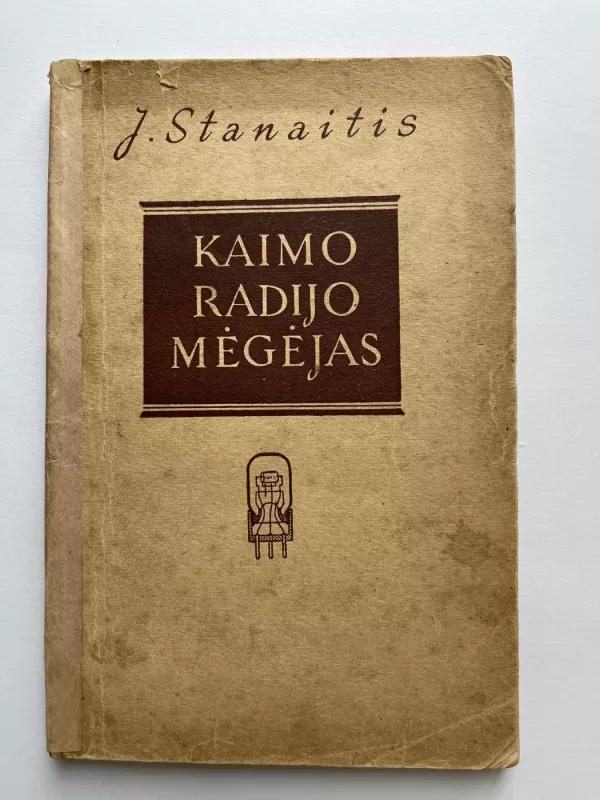 J. Stanaitis
KAIMO
RADIJO
MĖGĖJAS